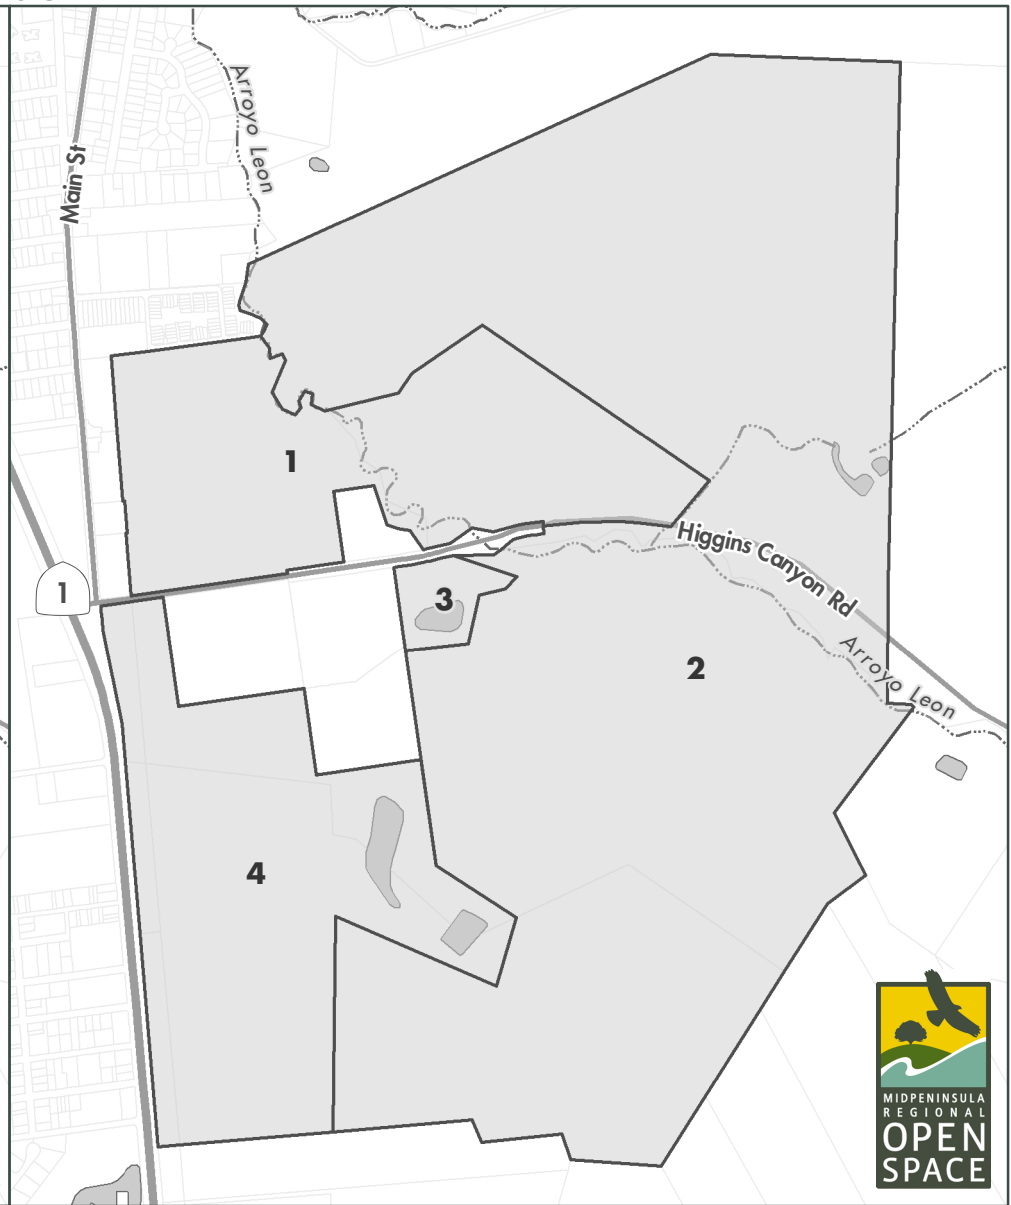 Main St
Arroyo Leon
1
1
Higgins Canyon Rd
3
2
Arroyo Leon
4
MIDPENINSULA
REGIONAL
OPEN
SPACE